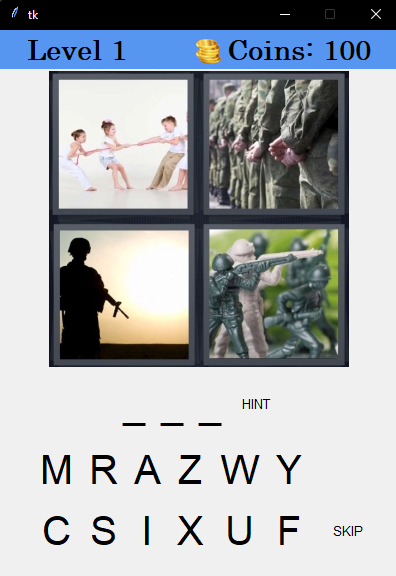 tk
Level 1 Coins: 100
_ _ _ HINT
M R A Z W Y
C S I X U F SKIP